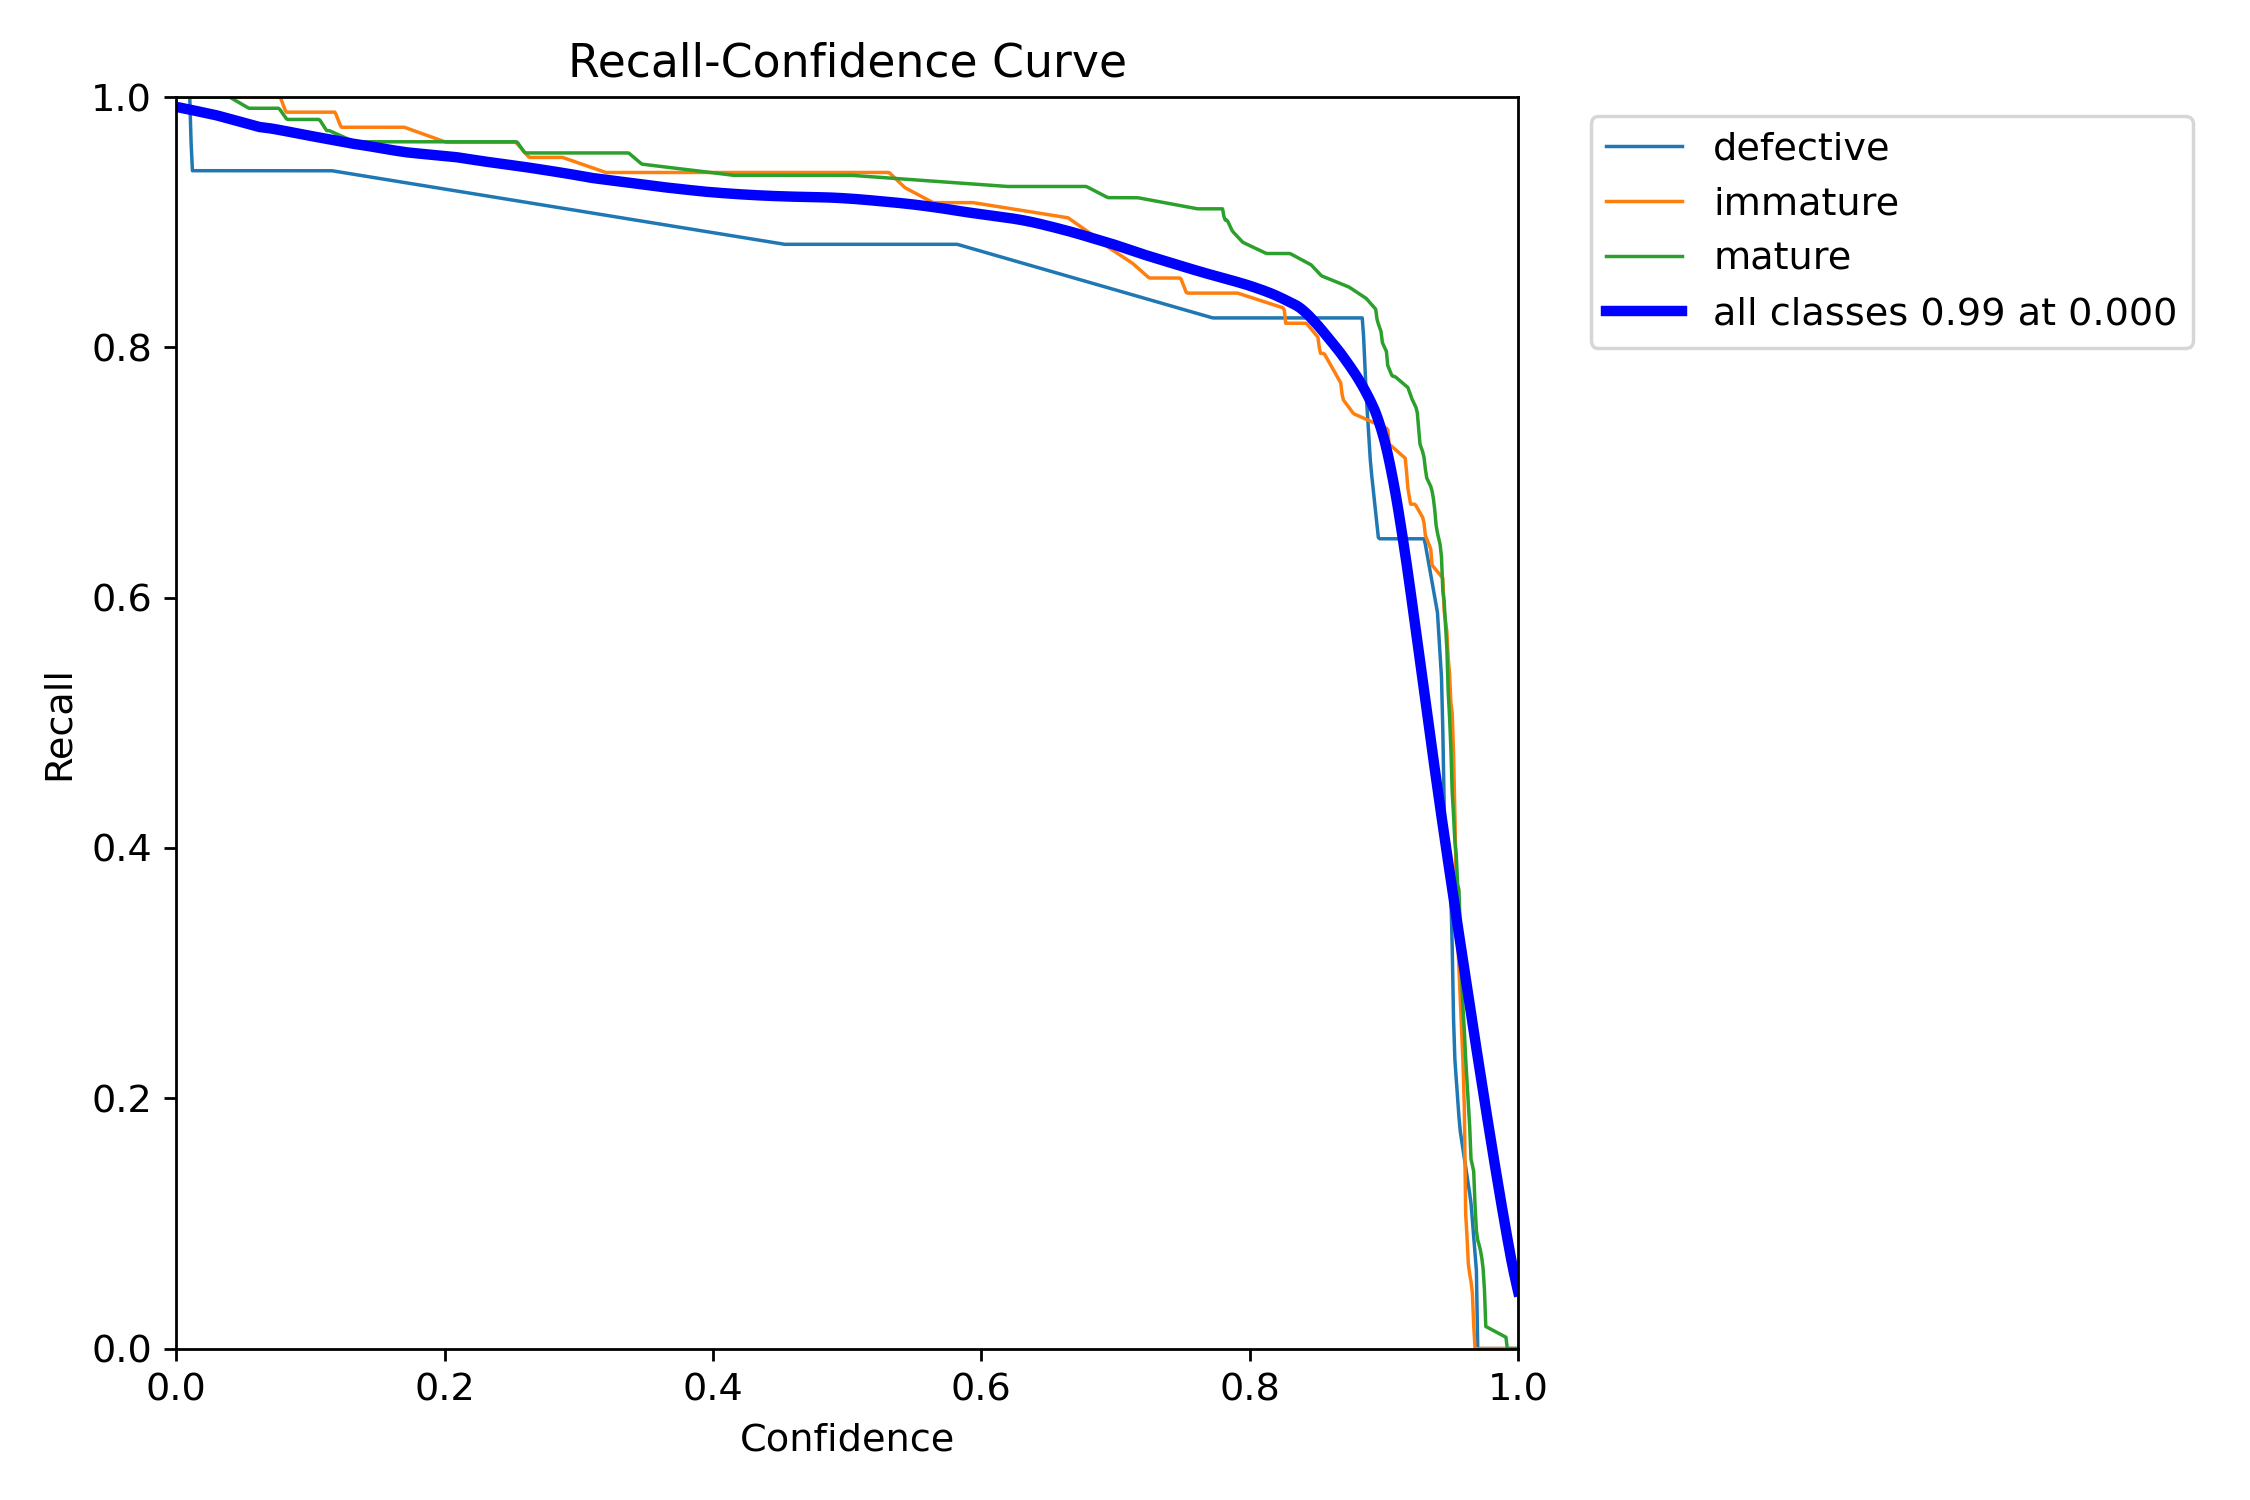 Recall-Confidence Curve
1.0
0.8
0.6
0.4
0.2
0.0
Recall
0.0 0.2 0.4 0.6 0.8 1.0
Confidence
defective
immature
mature
all classes 0.99 at 0.000